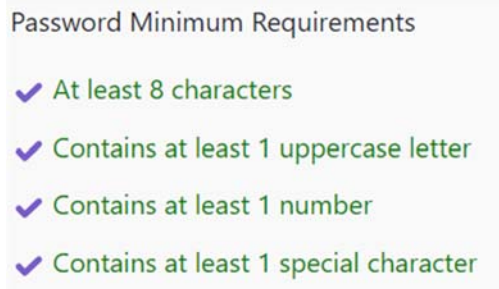 Password Minimum Requirements
At least 8 characters
Contains at least 1 uppercase letter
Contains at least 1 number
Contains at least 1 special character